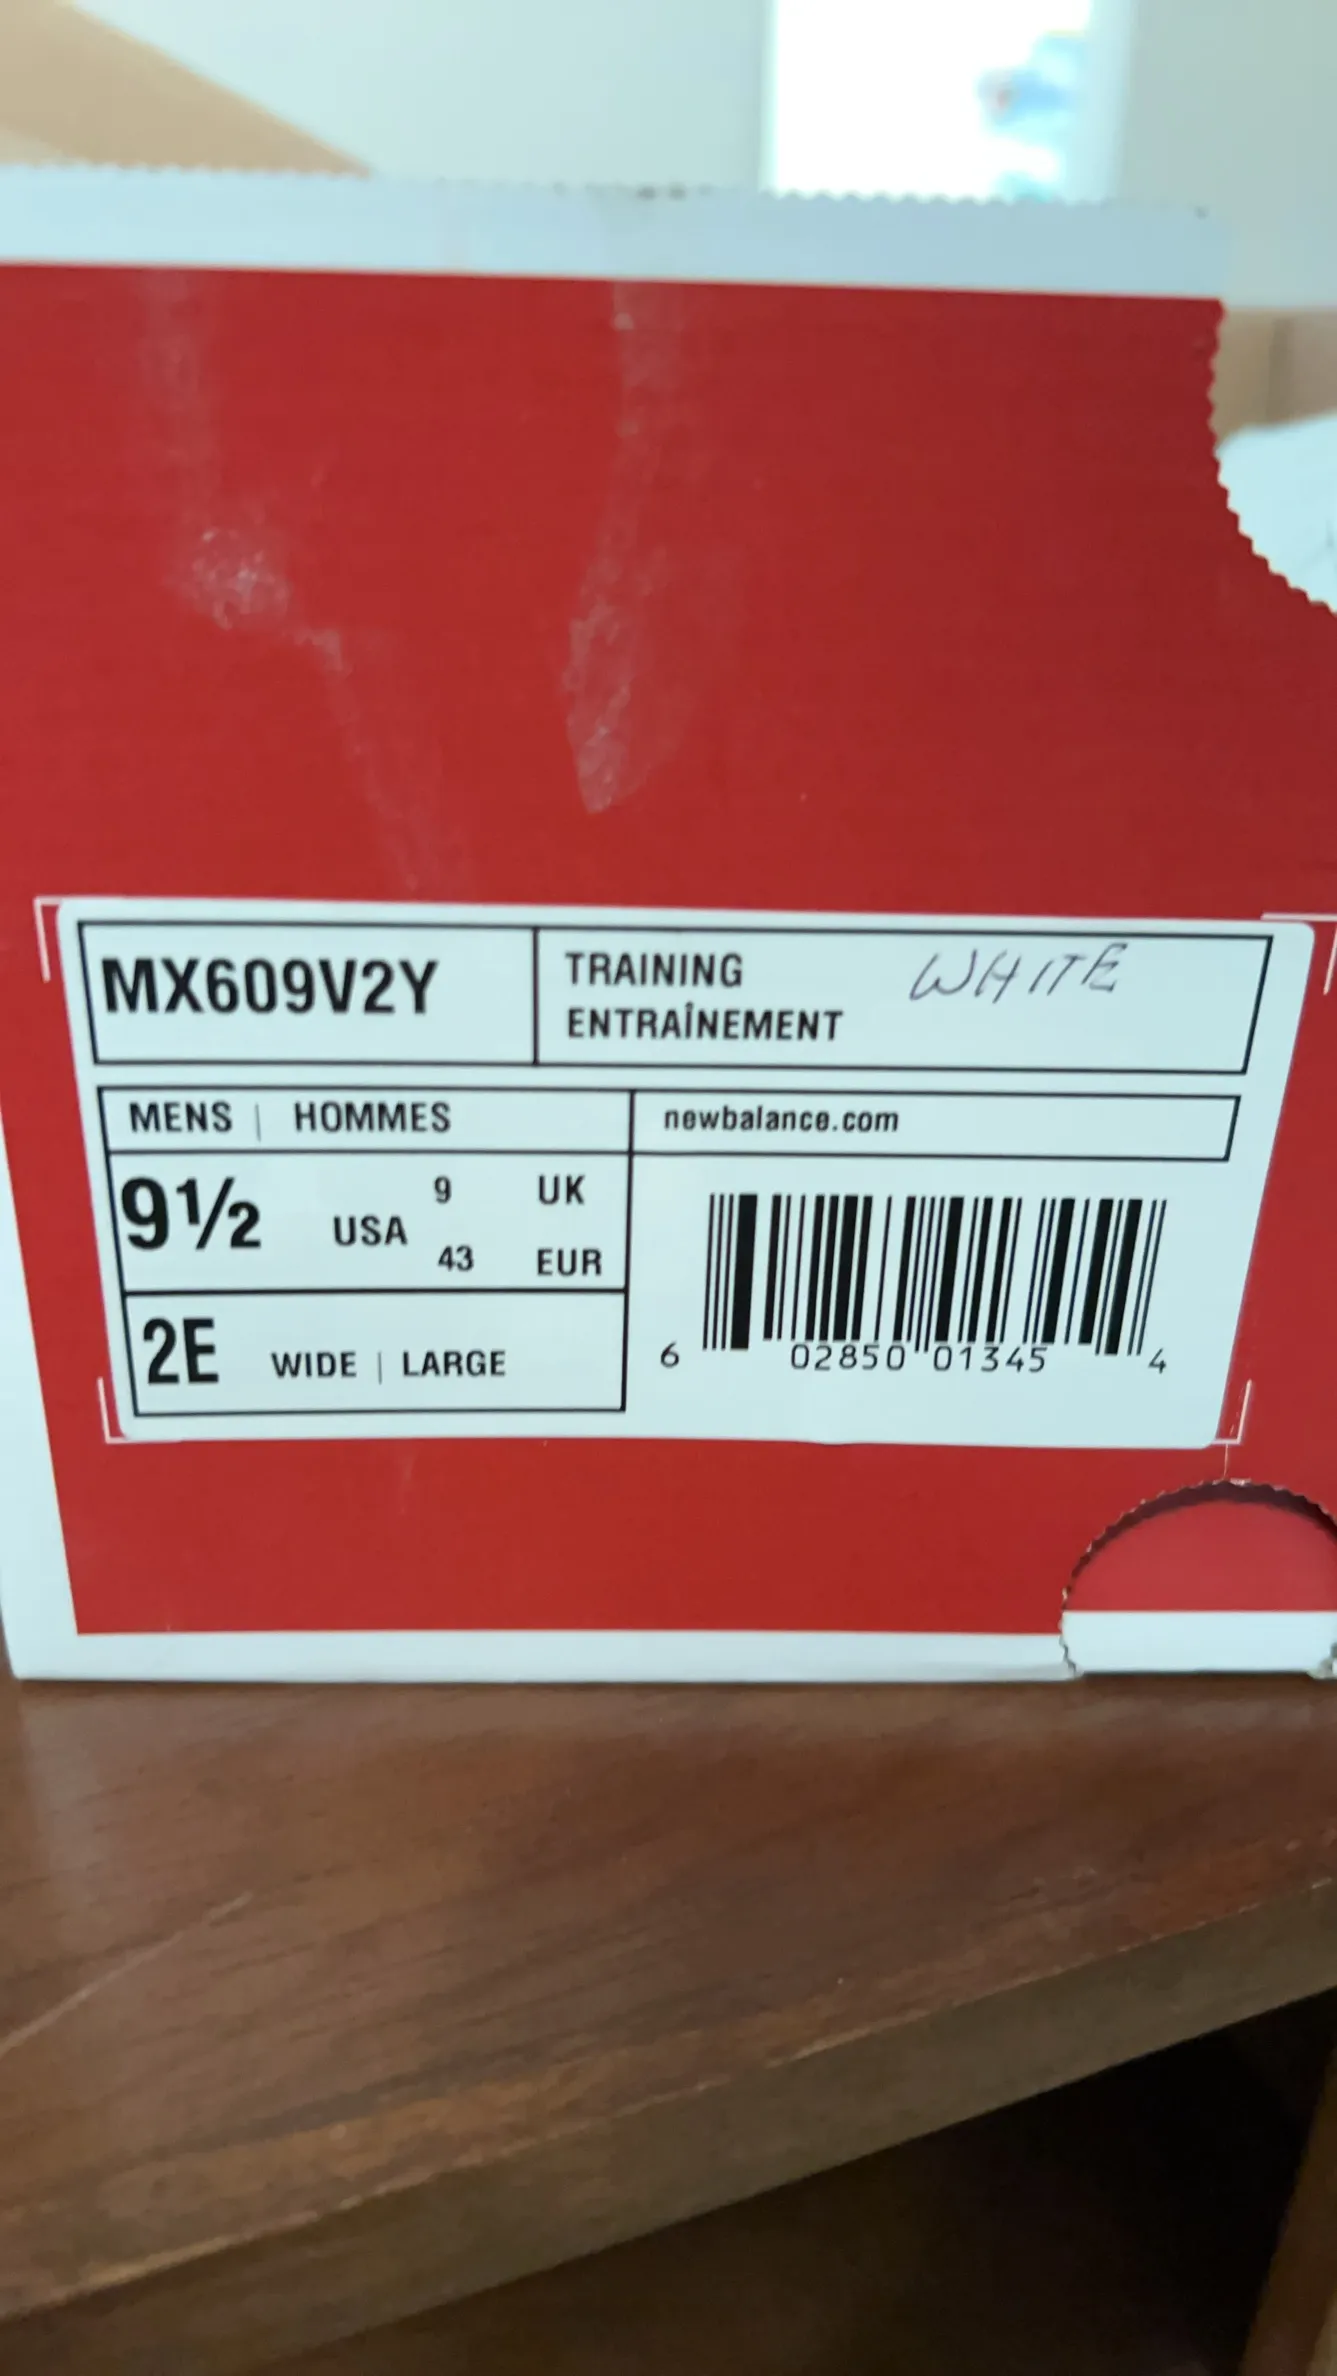 MX609V2Y
TRAINING WHITE
ENTRAÎNEMENT
MENS | HOMMES
newbalance.com
9½ USA 9 UK
43 EUR
2E WIDE | LARGE
6 02850 01345 4